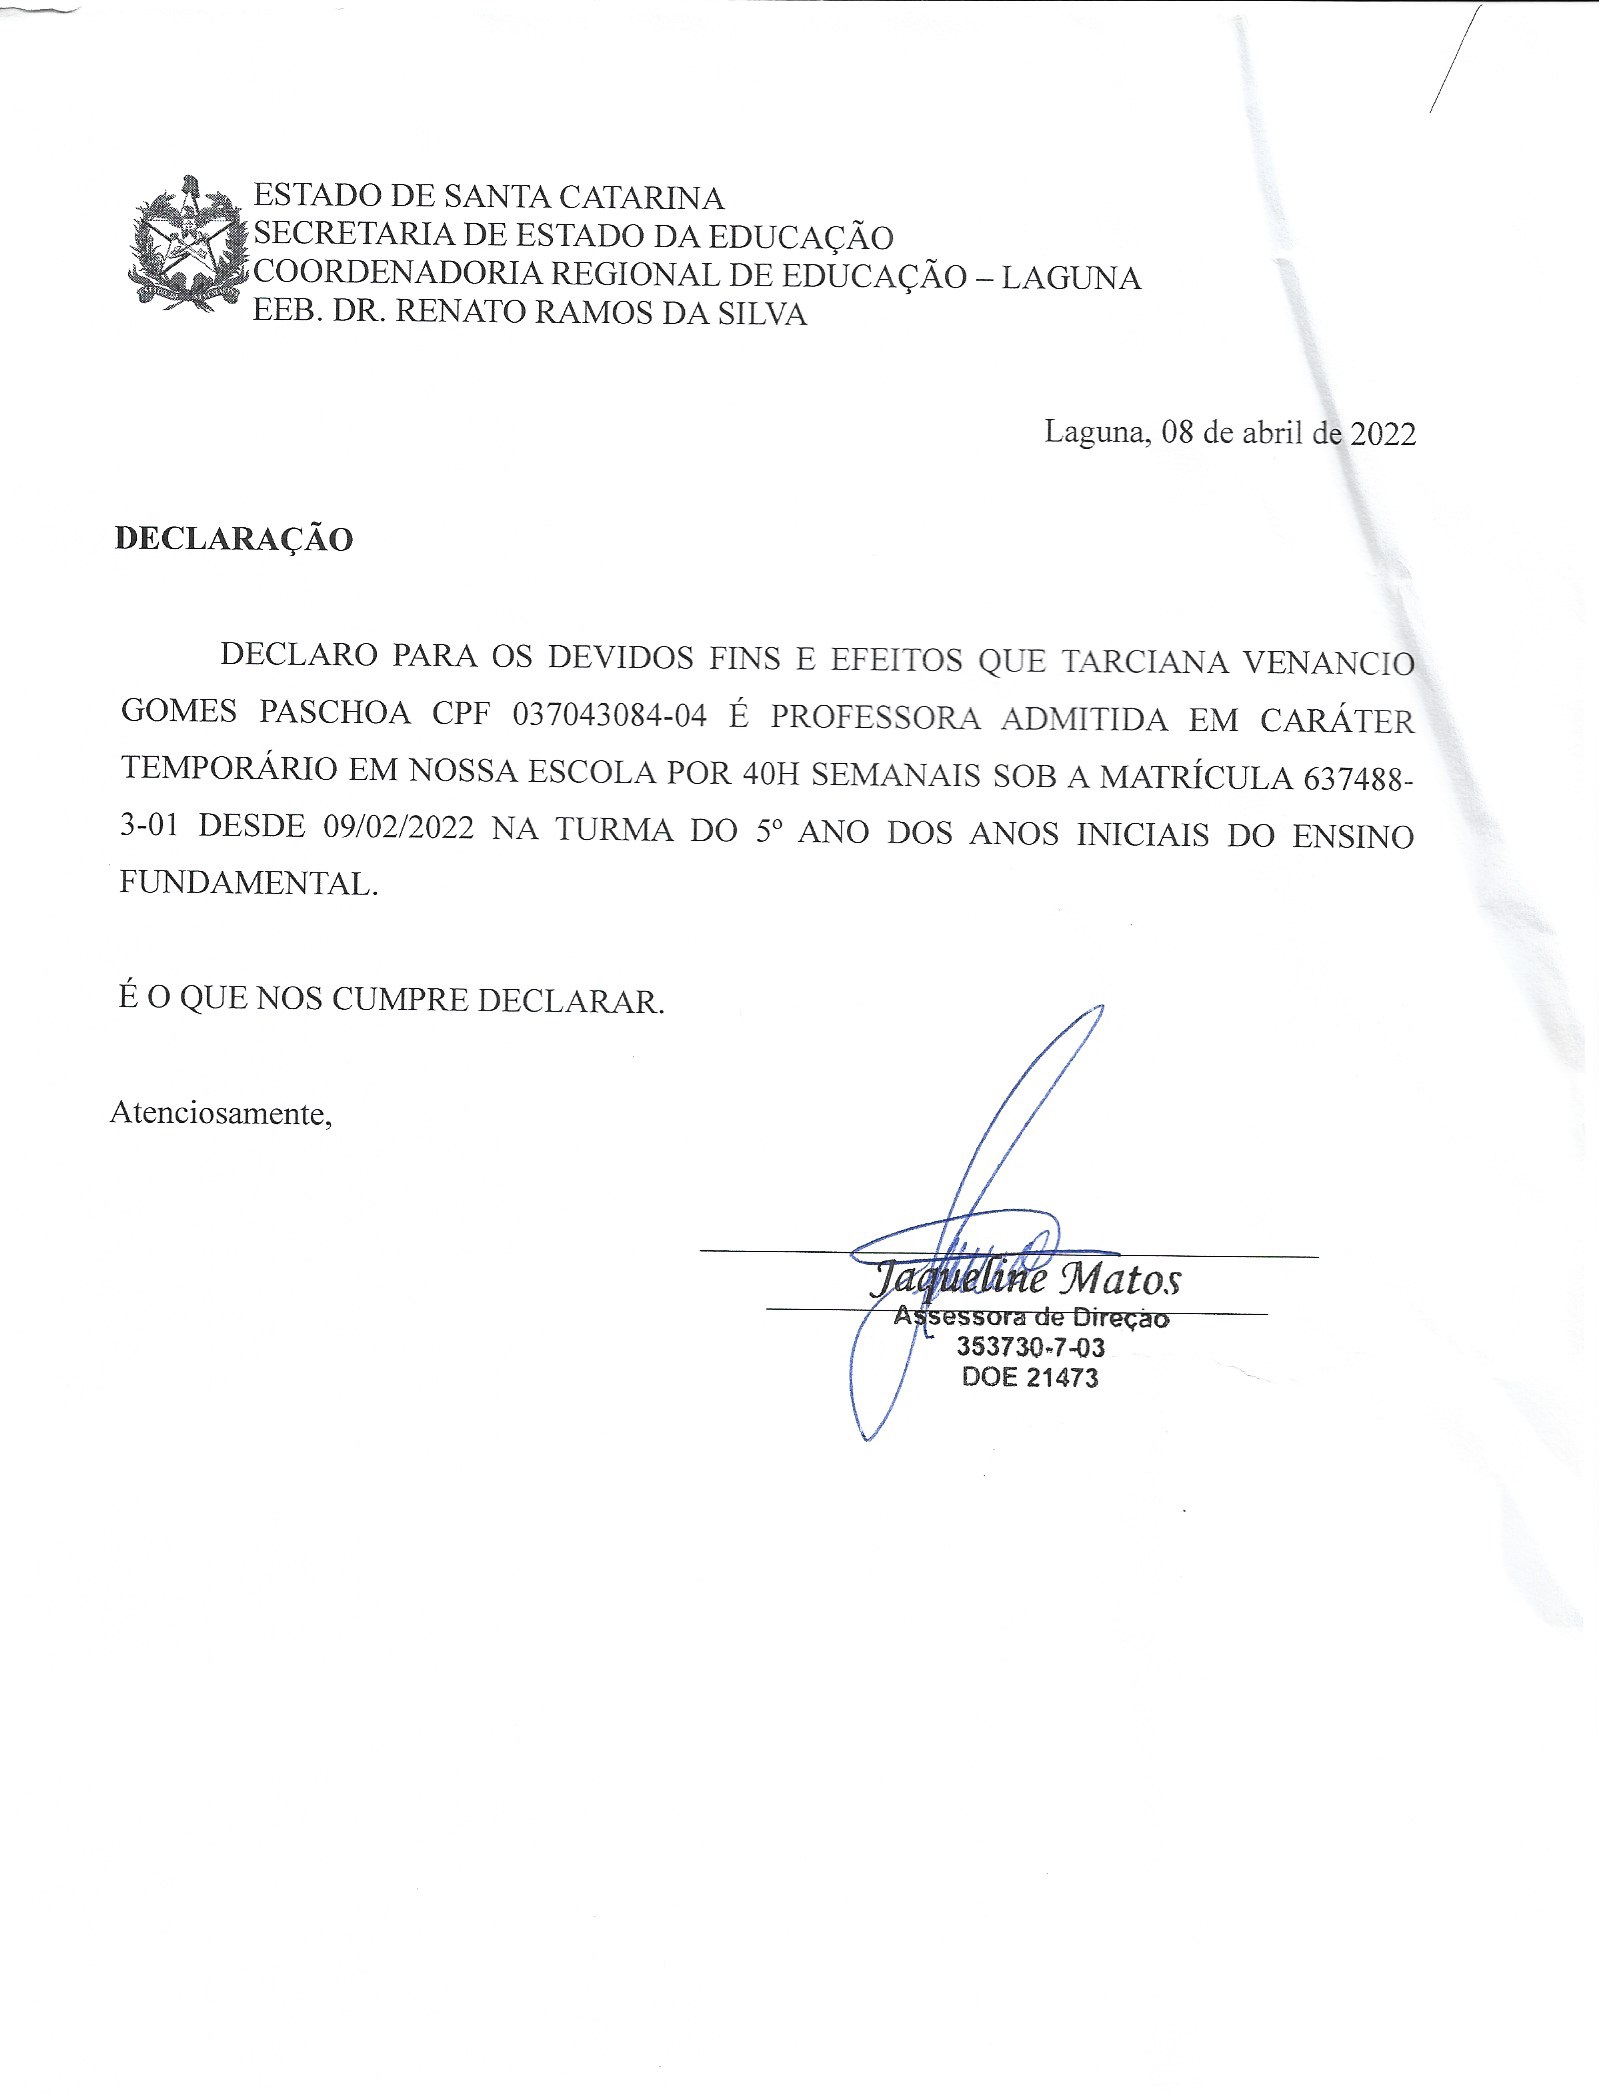 ESTADO DE SANTA CATARINA
SECRETARIA DE ESTADO DA EDUCAÇÃO
COORDENADORIA REGIONAL DE EDUCAÇÃO – LAGUNA
EEB. DR. RENATO RAMOS DA SILVA
Laguna, 08 de abril de 2022
DECLARAÇÃO
DECLARO PARA OS DEVIDOS FINS E EFEITOS QUE TARCIANA VENANCIO
GOMES PASCHOA CPF 037043084-04 É PROFESSORA ADMITIDA EM CARÁTER
TEMPORÁRIO EM NOSSA ESCOLA POR 40H SEMANAIS SOB A MATRÍCULA 637488-
3-01 DESDE 09/02/2022 NA TURMA DO 5º ANO DOS ANOS INICIAIS DO ENSINO
FUNDAMENTAL.
É O QUE NOS CUMPRE DECLARAR.
Atenciosamente,
Jaqueline Matos
Assessora de Direção
353730-7-03
DOE 21473